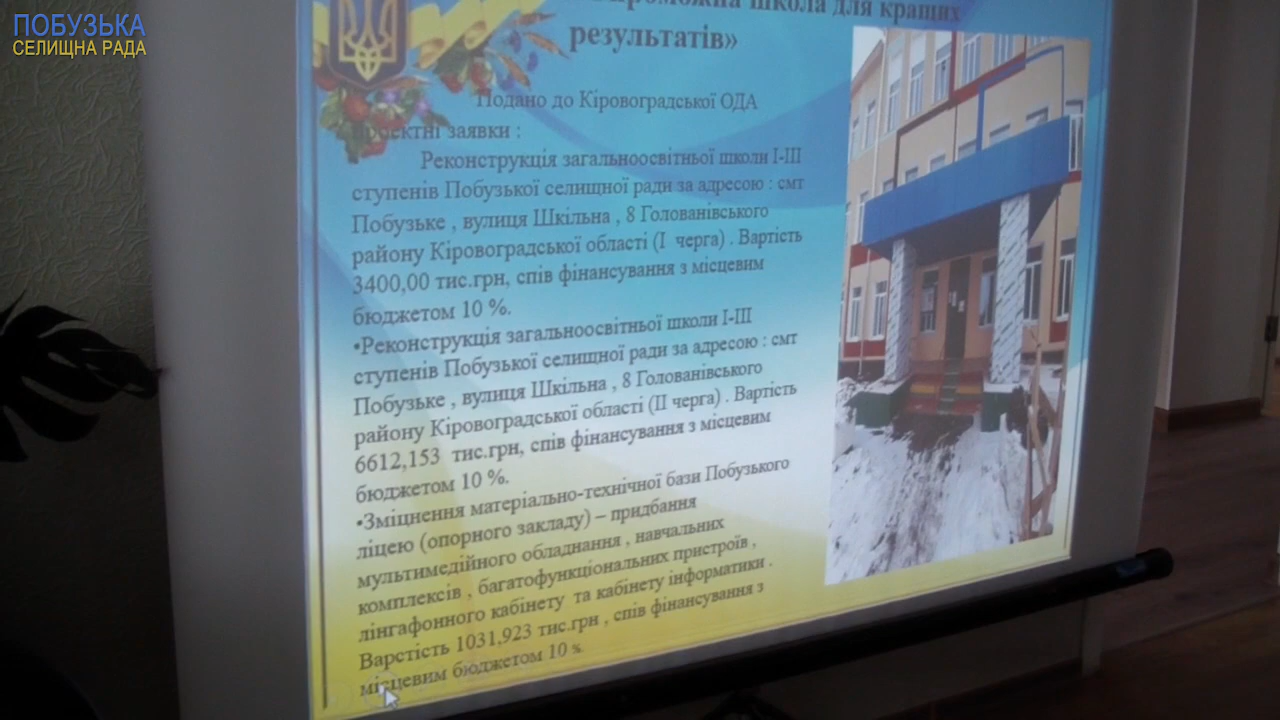 ПОБУЗЬКА
СЕЛИЩНА РАДА
школа для кращих
результатів»
Подано до Кіровоградської ОДА
проектні заявки :
Реконструкція загальноосвітньої школи І-ІІІ
ступенів Побузької селищної ради за адресою : смт
Побузьке , вулиця Шкільна , 8 Голованівського
району Кіровоградської області (І черга) . Вартість
3400,00 тис.грн, спів фінансування з місцевим
бюджетом 10 %.
•Реконструкція загальноосвітньої школи І-ІІІ
ступенів Побузької селищної ради за адресою : смт
Побузьке , вулиця Шкільна , 8 Голованівського
району Кіровоградської області (ІІ черга) . Вартість
6612,153 тис.грн, спів фінансування з місцевим
бюджетом 10 %.
•Зміцнення матеріально-технічної бази Побузького
ліцею (опорного закладу) – придбання
мультимедійного обладнання , навчальних
комплексів , багатофункціональних пристроїв ,
лінгафонного кабінету та кабінету інформатики .
Варстість 1031,923 тис.грн , спів фінансування з
місцевим бюджетом 10 %